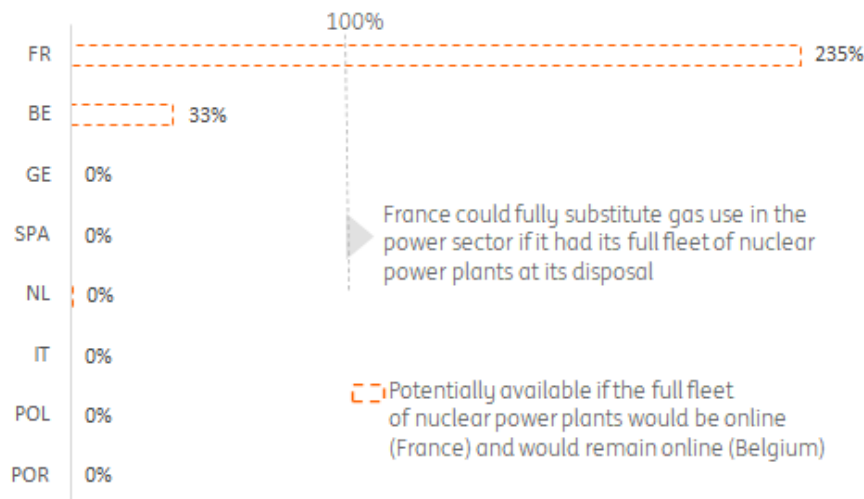 100%
FR 235%
BE 33%
GE 0%
SPA 0%
NL 0%
IT 0%
POL 0%
POR 0%
France could fully substitute gas use in the
power sector if it had its full fleet of nuclear
power plants at its disposal
Potentially available if the full fleet
of nuclear power plants would be online
(France) and would remain online (Belgium)